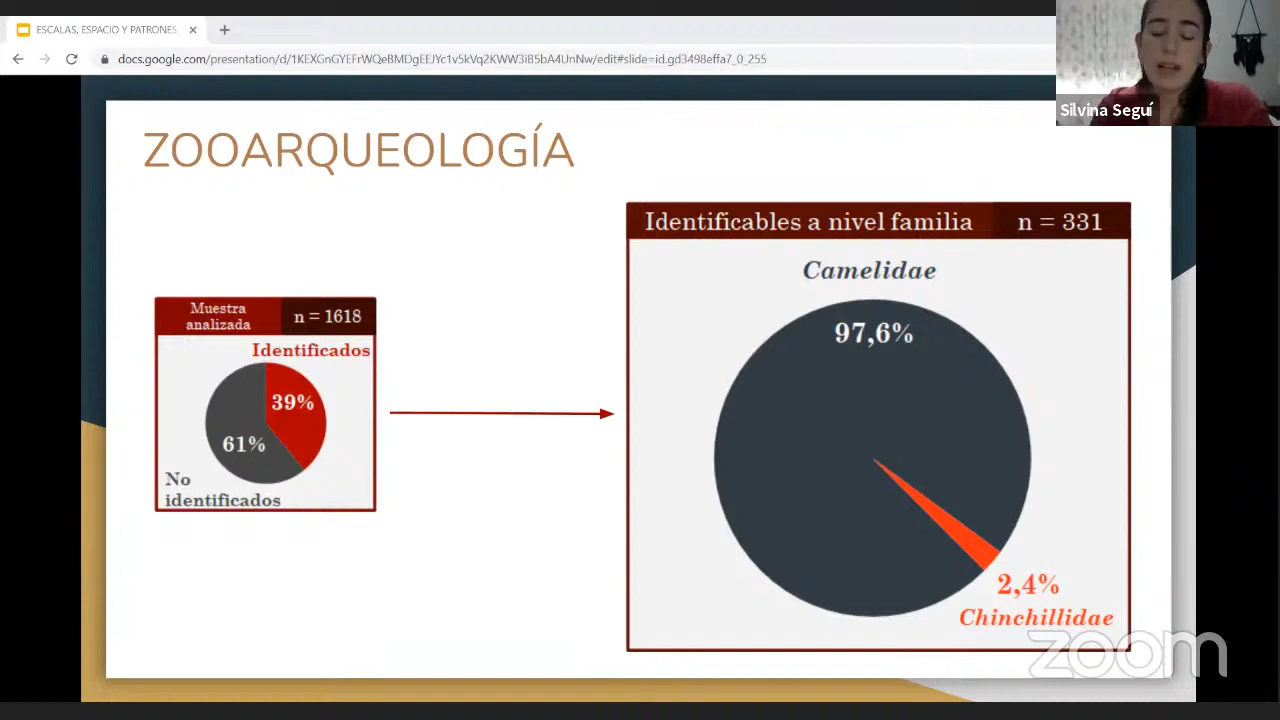 ESCALAS, ESPACIO Y PATRONES
docs.google.com/presentation/d/1KEXGnGYEFrWQeBMDgEEJYc1v5kVq2KWW3iB5bA4UnNw/edit#slide=id.gd3498effa7_0_255
Silvina Seguí
ZOOARQUEOLOGÍA
Muestra
analizada
n = 1618
Identificados
39%
61%
No
identificados
Identificables a nivel familia
n = 331
Camelidae
97,6%
2,4%
Chinchillidae
zoom